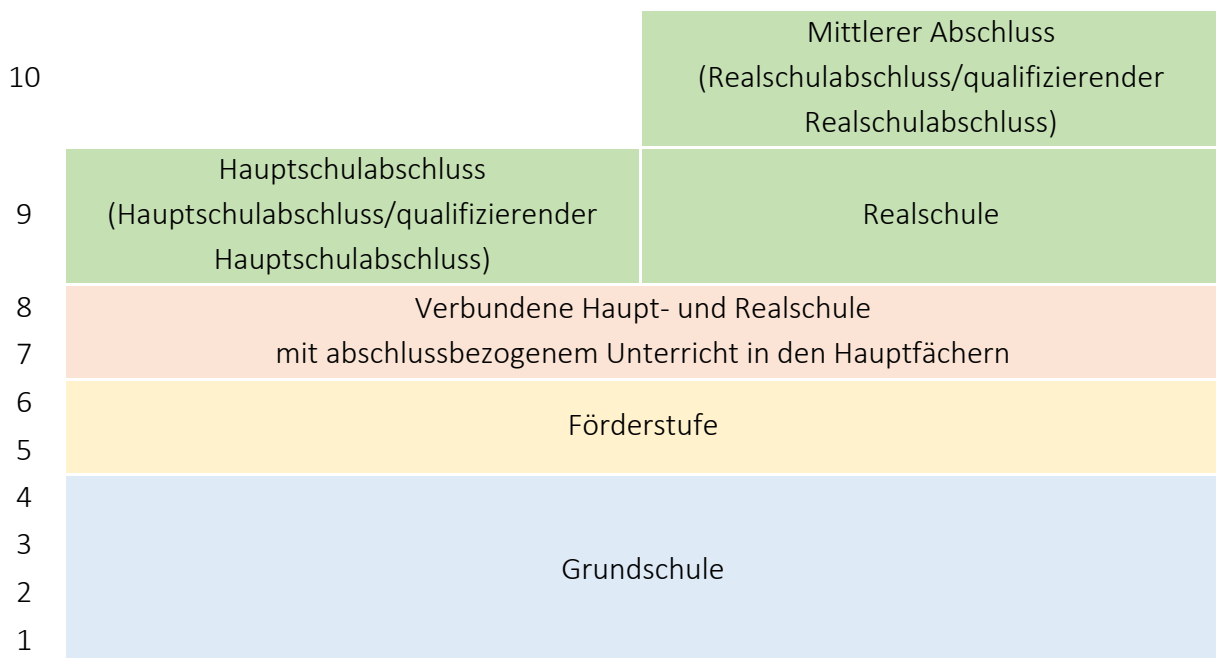 Mittlerer Abschluss
10
(Realschulabschluss/qualifizierender
Realschulabschluss)
Hauptschulabschluss
9
(Hauptschulabschluss/qualifizierender
Hauptschulabschluss)
Realschule
8
Verbundene Haupt- und Realschule
7
mit abschlussbezogenem Unterricht in den Hauptfächern
6
Förderstufe
5
4
3
Grundschule
2
1